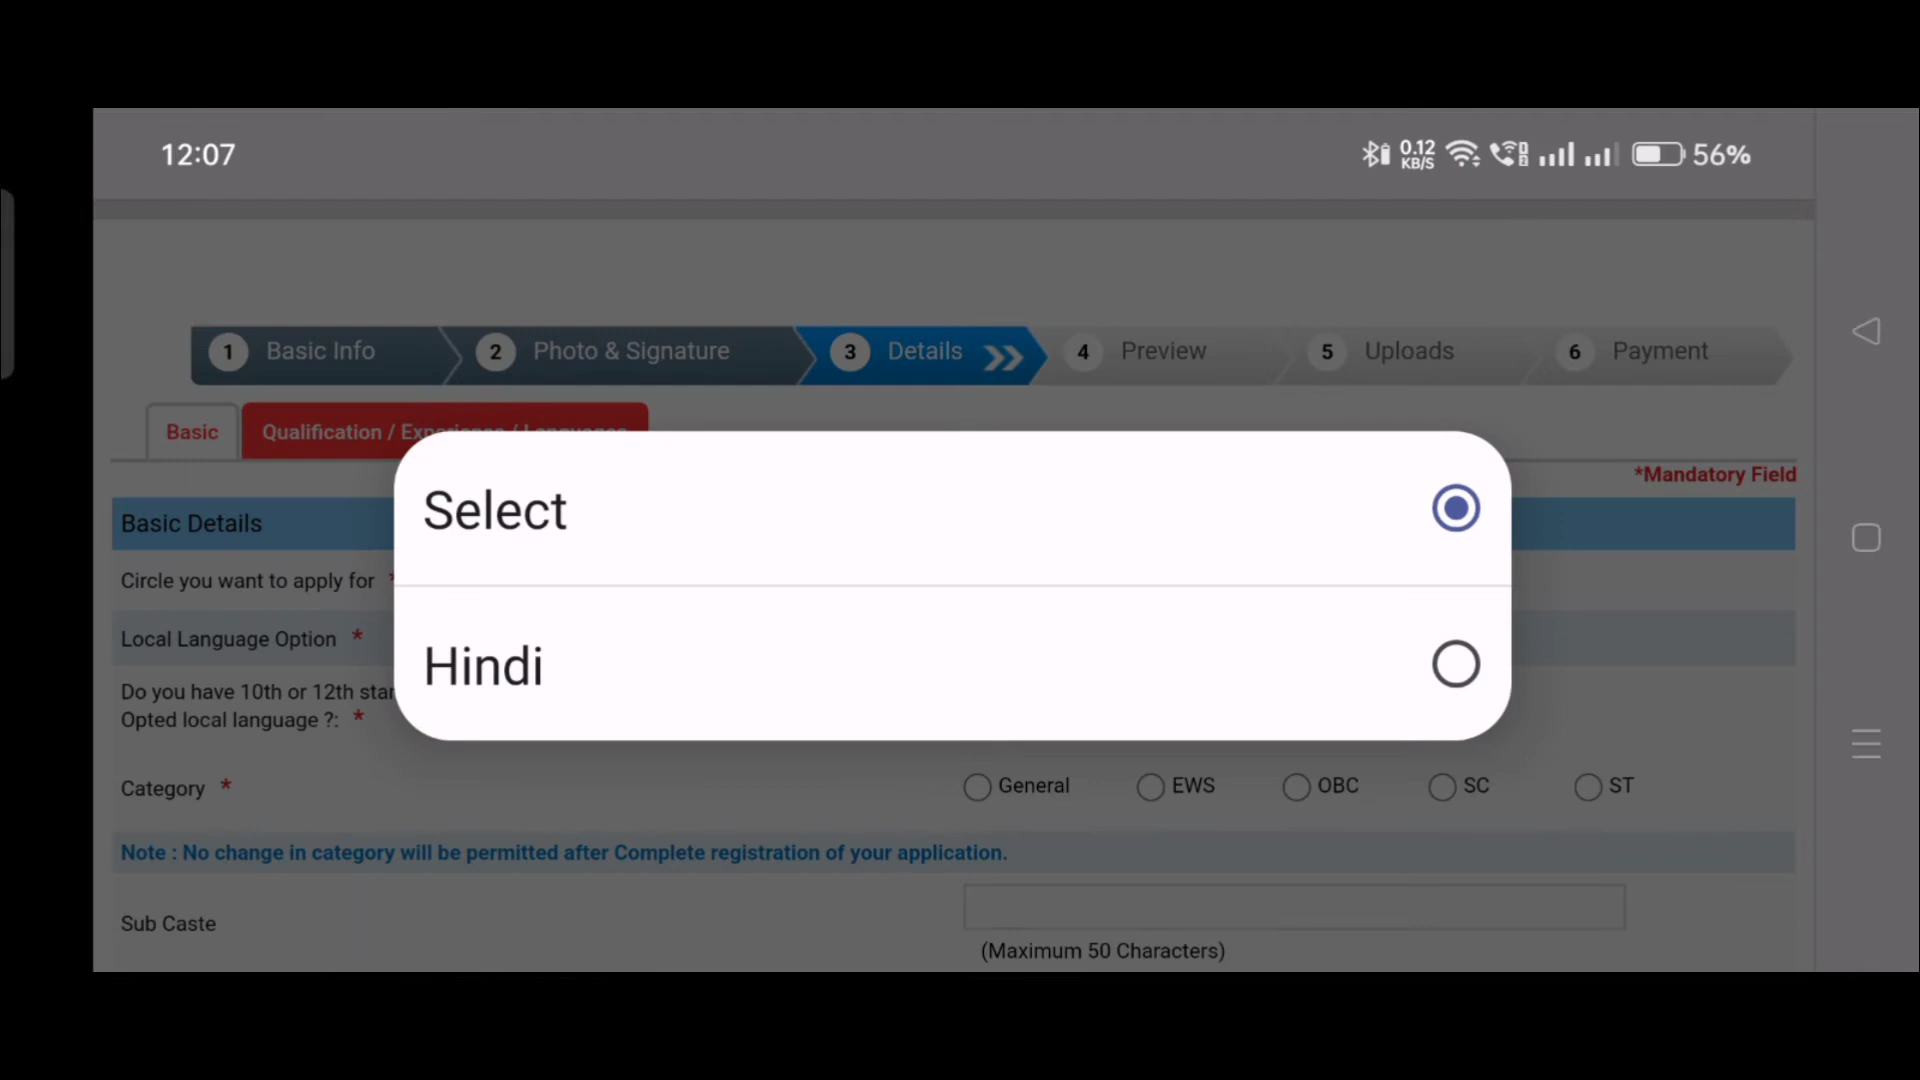 12:07
0.12 KB/S 56%
1 Basic Info 2 Photo & Signature 3 Details 4 Preview 5 Uploads 6 Payment
Basic Qualification / Experience / Languages
*Mandatory Field
Basic Details
Select
Circle you want to apply for *
Local Language Option *
Hindi
Do you have 10th or 12th
Opted local language ?: *
Category * General EWS OBC SC ST
Note : No change in category will be permitted after Complete registration of your application.
Sub Caste
(Maximum 50 Characters)